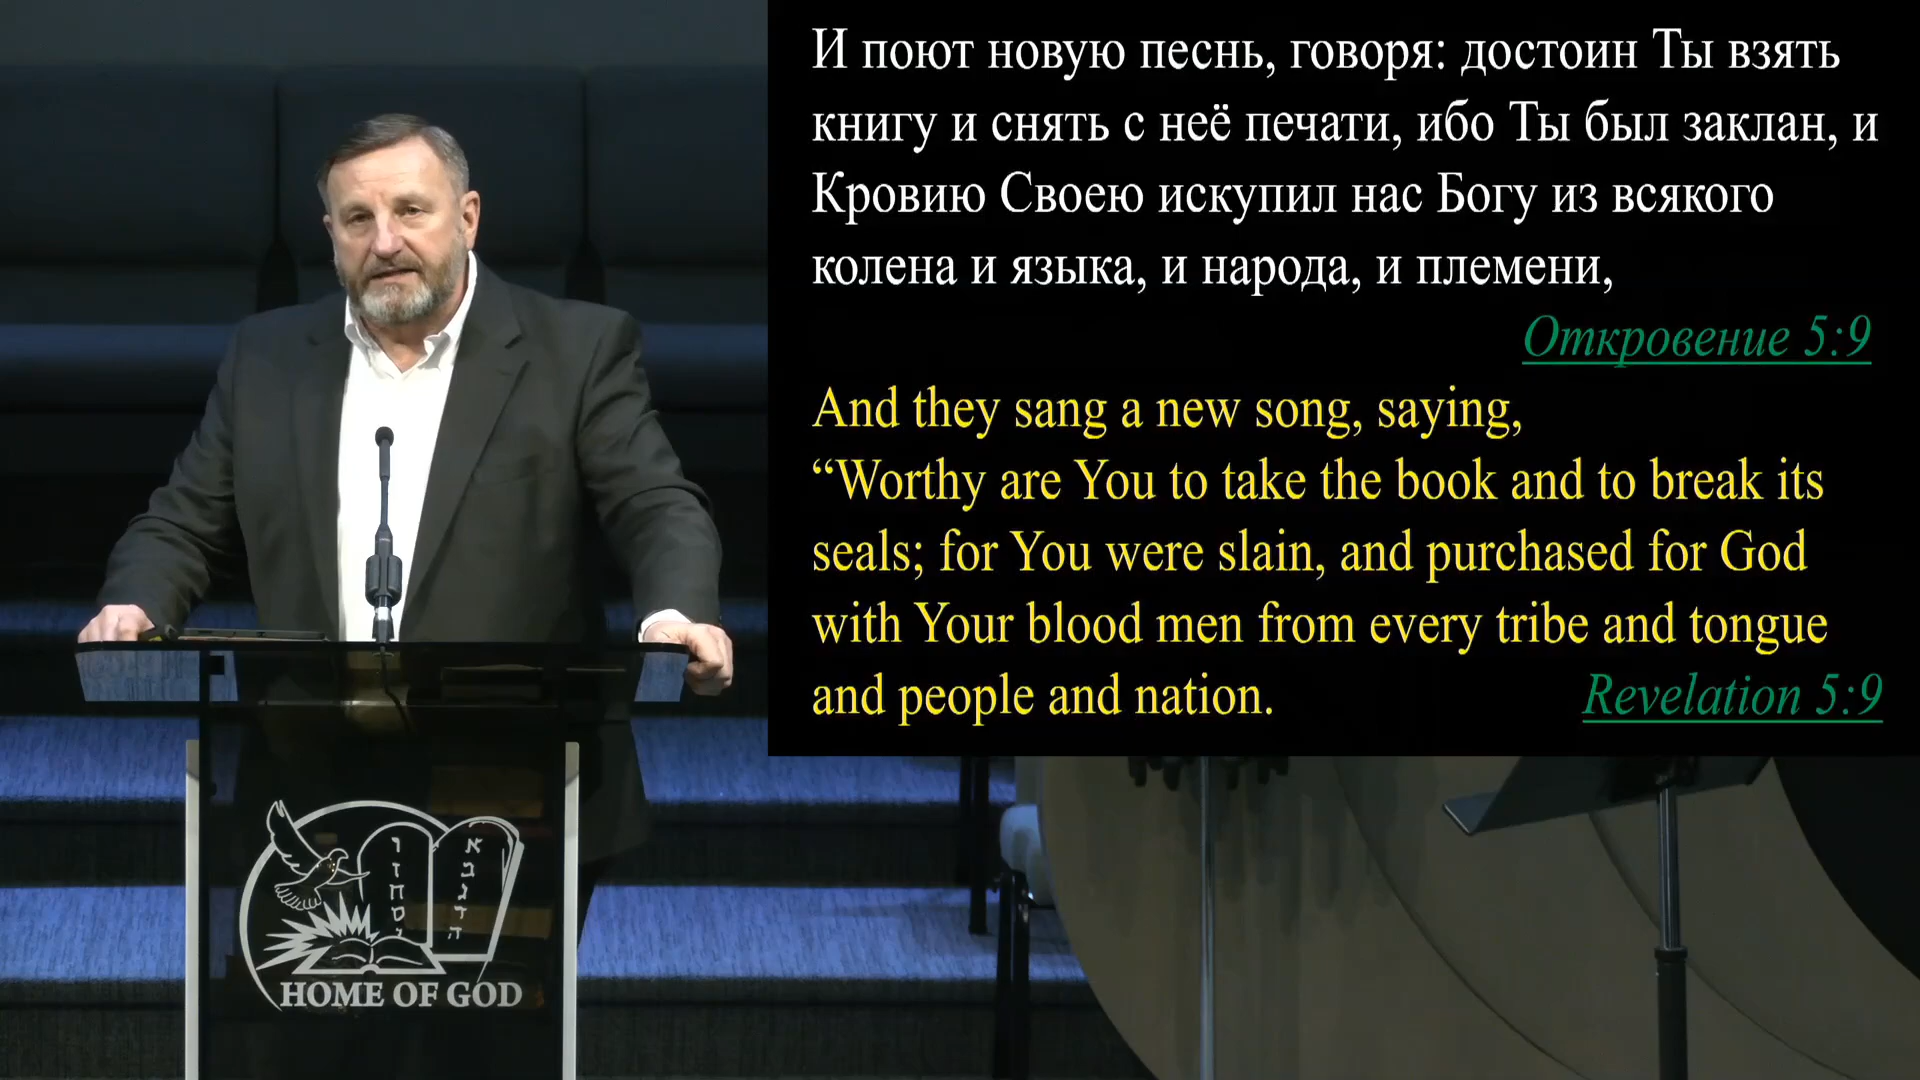 И поют новую песнь, говоря: достоин Ты взять
книгу и снять с неё печати, ибо Ты был заклан, и
Кровию Своею искупил нас Богу из всякого
колена и языка, и народа, и племени,
Откровение 5:9
And they sang a new song, saying,
“Worthy are You to take the book and to break its
seals; for You were slain, and purchased for God
with Your blood men from every tribe and tongue
and people and nation. Revelation 5:9
א
ב
ג
ד
ה
ו
ז
ח
ט
י
HOME OF GOD